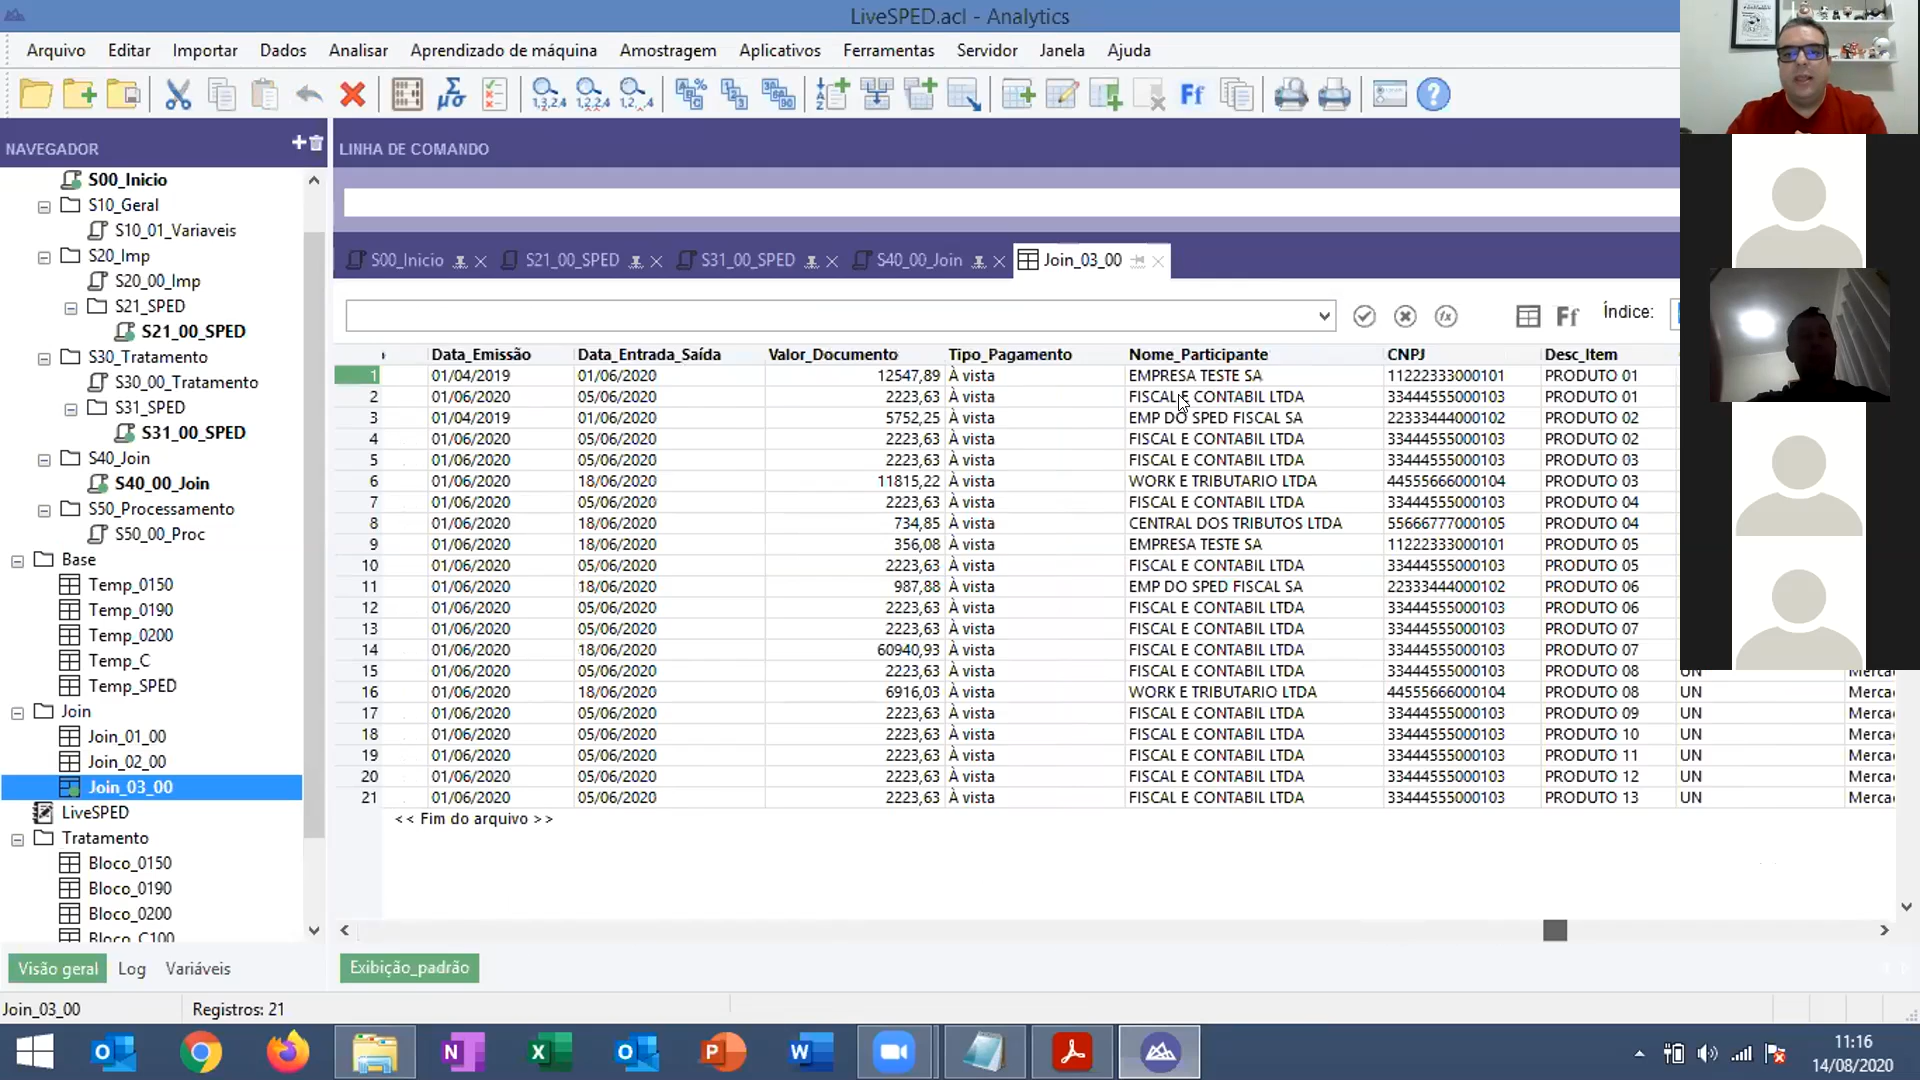 LiveSPED.acl - Analytics
Arquivo Editar Importar Dados Analisar Aprendizado de máquina Amostragem Aplicativos Ferramentas Servidor Janela Ajuda
NAVEGADOR
LINHA DE COMANDO
S00_Inicio
S10_Geral
S10_01_Variaveis
S20_Imp
S20_00_Imp
S21_SPED
S21_00_SPED
S30_Tratamento
S30_00_Tratamento
S31_SPED
S31_00_SPED
S40_Join
S40_00_Join
S50_Processamento
S50_00_Proc
Base
Temp_0150
Temp_0190
Temp_0200
Temp_C
Temp_SPED
Join
Join_01_00
Join_02_00
Join_03_00
LiveSPED
Tratamento
Bloco_0150
Bloco_0190
Bloco_0200
Bloco_C100
Visão geral Log Variáveis
S00_Inicio S21_00_SPED S31_00_SPED S40_00_Join Join_03_00
Ff Índice:
Data_Emissão Data_Entrada_Saída Valor_Documento Tipo_Pagamento Nome_Participante CNPJ Desc_Item
1 01/04/2019 01/06/2020 12547,89 À vista EMPRESA TESTE SA 11222333000101 PRODUTO 01
2 01/06/2020 05/06/2020 2223,63 À vista FISCAL E CONTABIL LTDA 33444555000103 PRODUTO 01
3 01/04/2019 01/06/2020 5752,25 À vista EMP DO SPED FISCAL SA 22333444000102 PRODUTO 02
4 01/06/2020 05/06/2020 2223,63 À vista FISCAL E CONTABIL LTDA 33444555000103 PRODUTO 02
5 01/06/2020 05/06/2020 2223,63 À vista FISCAL E CONTABIL LTDA 33444555000103 PRODUTO 03
6 01/06/2020 18/06/2020 11815,22 À vista WORK E TRIBUTARIO LTDA 44555666000104 PRODUTO 03
7 01/06/2020 05/06/2020 2223,63 À vista FISCAL E CONTABIL LTDA 33444555000103 PRODUTO 04
8 01/06/2020 18/06/2020 734,85 À vista CENTRAL DOS TRIBUTOS LTDA 55666777000105 PRODUTO 04
9 01/06/2020 18/06/2020 356,08 À vista EMPRESA TESTE SA 11222333000101 PRODUTO 05
10 01/06/2020 05/06/2020 2223,63 À vista FISCAL E CONTABIL LTDA 33444555000103 PRODUTO 05
11 01/06/2020 18/06/2020 987,88 À vista EMP DO SPED FISCAL SA 22333444000102 PRODUTO 06
12 01/06/2020 05/06/2020 2223,63 À vista FISCAL E CONTABIL LTDA 33444555000103 PRODUTO 06
13 01/06/2020 05/06/2020 2223,63 À vista FISCAL E CONTABIL LTDA 33444555000103 PRODUTO 07
14 01/06/2020 18/06/2020 60940,93 À vista FISCAL E CONTABIL LTDA 33444555000103 PRODUTO 07
15 01/06/2020 05/06/2020 2223,63 À vista FISCAL E CONTABIL LTDA 33444555000103 PRODUTO 08 UN Merca
16 01/06/2020 18/06/2020 6916,03 À vista WORK E TRIBUTARIO LTDA 44555666000104 PRODUTO 08 UN Merca
17 01/06/2020 05/06/2020 2223,63 À vista FISCAL E CONTABIL LTDA 33444555000103 PRODUTO 09 UN Merca
18 01/06/2020 05/06/2020 2223,63 À vista FISCAL E CONTABIL LTDA 33444555000103 PRODUTO 10 UN Merca
19 01/06/2020 05/06/2020 2223,63 À vista FISCAL E CONTABIL LTDA 33444555000103 PRODUTO 11 UN Merca
20 01/06/2020 05/06/2020 2223,63 À vista FISCAL E CONTABIL LTDA 33444555000103 PRODUTO 12 UN Merca
21 01/06/2020 05/06/2020 2223,63 À vista FISCAL E CONTABIL LTDA 33444555000103 PRODUTO 13 UN Merca
<< Fim do arquivo >>
Exibição_padrão
Join_03_00 Registros: 21
11:16
14/08/2020